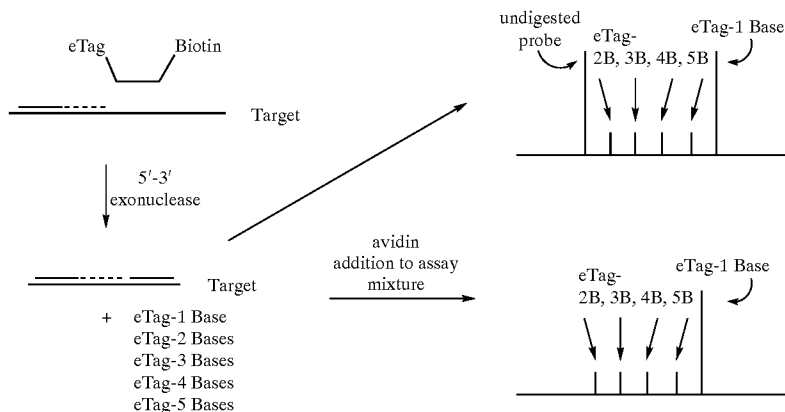 eTag
Biotin
Target
5'-3'
exonuclease
Target
+ eTag-1 Base
eTag-2 Bases
eTag-3 Bases
eTag-4 Bases
eTag-5 Bases
avidin
addition to assay
mixture
undigested
probe
eTag-
2B, 3B, 4B, 5B
eTag-1 Base
eTag-
2B, 3B, 4B, 5B
eTag-1 Base